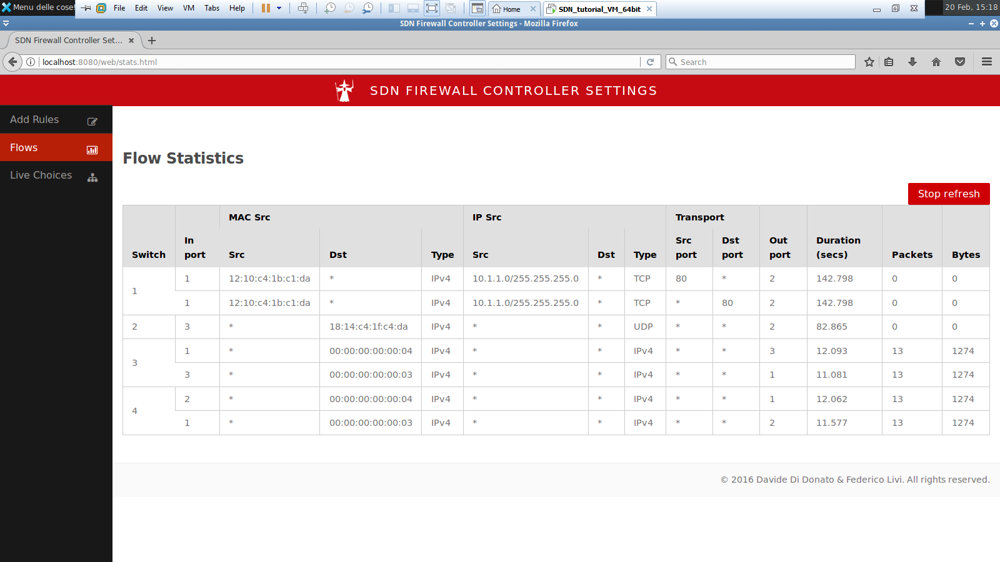 Menu delle cose!
File Edit View VM Tabs Help
Home
SDN_tutorial_VM_64bit
20 Feb, 15:18
SDN Firewall Controller Settings - Mozilla Firefox
SDN Firewall Controller Set...
localhost:8080/web/stats.html
Search
SDN FIREWALL CONTROLLER SETTINGS
Add Rules
Flows
Live Choices
Flow Statistics
Stop refresh
MAC Src IP Src Transport
Switch In port Src Dst Type Src Dst Type Src port Dst port Out port Duration (secs) Packets Bytes
1 1 12:10:c4:1b:c1:da * IPv4 10.1.1.0/255.255.255.0 * TCP 80 * 2 142.798 0 0
1 12:10:c4:1b:c1:da * IPv4 10.1.1.0/255.255.255.0 * TCP * 80 2 142.798 0 0
2 3 * 18:14:c4:1f:c4:da IPv4 * * UDP * * 2 82.865 0 0
3 1 * 00:00:00:00:00:04 IPv4 * * IPv4 * * 3 12.093 13 1274
3 * 00:00:00:00:00:03 IPv4 * * IPv4 * * 1 11.081 13 1274
4 2 * 00:00:00:00:00:04 IPv4 * * IPv4 * * 1 12.062 13 1274
1 * 00:00:00:00:00:03 IPv4 * * IPv4 * * 2 11.577 13 1274
© 2016 Davide Di Donato & Federico Livi. All rights reserved.